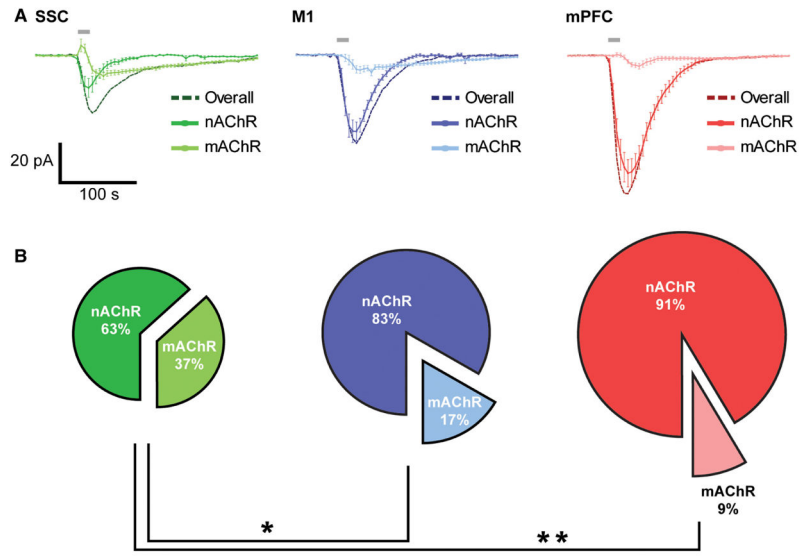 A SSC M1 mPFC
Overall Overall Overall
nAChR nAChR nAChR
mAChR mAChR mAChR
20 pA
100 s
B
nAChR
63%
mAChR
37%
nAChR
83%
mAChR
17%
nAChR
91%
mAChR
9%
*
**